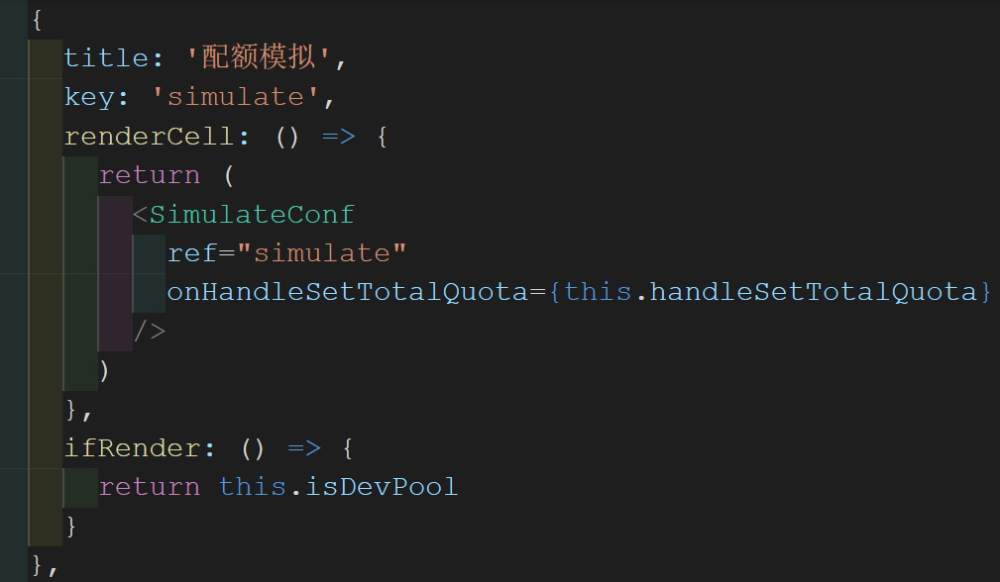 {
  title: '配额模拟',
  key: 'simulate',
  renderCell: () => {
    return (
      <SimulateConf
        ref="simulate"
        onHandleSetTotalQuota={this.handleSetTotalQuota}
      />
    )
  },
  ifRender: () => {
    return this.isDevPool
  }
},